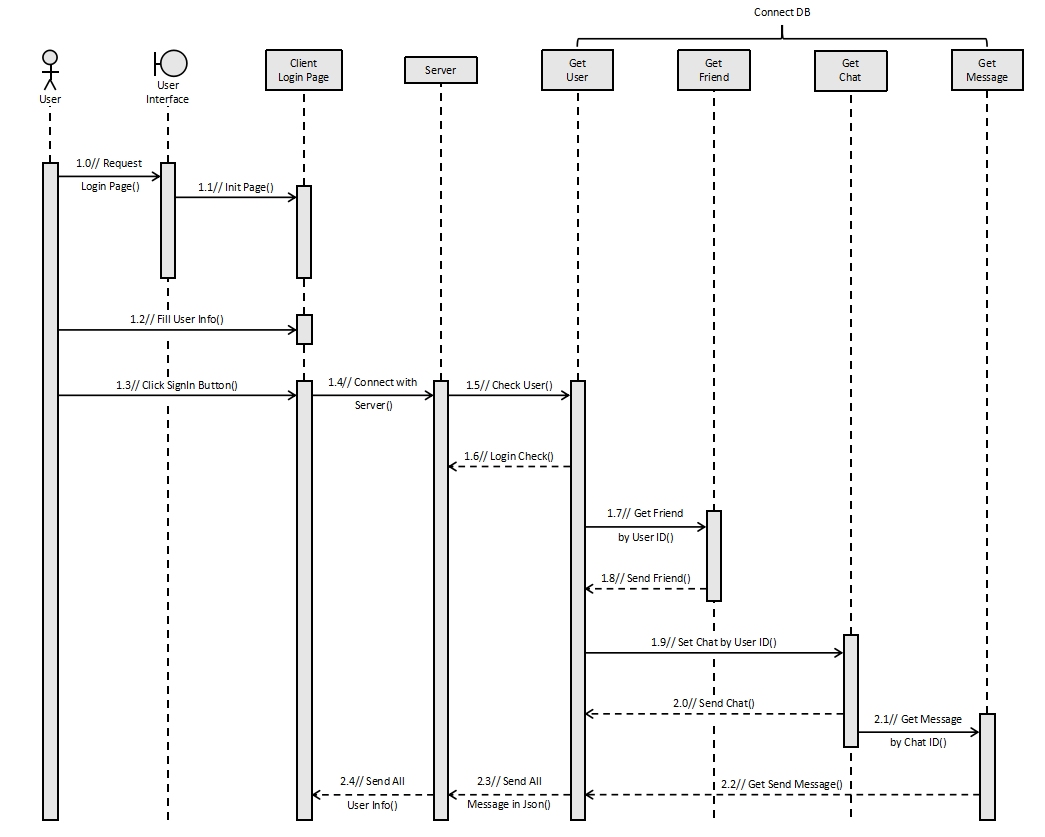 Connect DB
User
User
Interface
Client
Login Page
Server
Get
User
Get
Friend
Get
Chat
Get
Message
1.0// Request
Login Page()
1.1// Init Page()
1.2// Fill User Info()
1.3// Click SignIn Button()
1.4// Connect with
Server()
1.5// Check User()
1.6// Login Check()
1.7// Get Friend
by User ID()
1.8// Send Friend()
1.9// Set Chat by User ID()
2.0// Send Chat()
2.1// Get Message
by Chat ID()
2.2// Get Send Message()
2.3// Send All
Message in Json()
2.4// Send All
User Info()